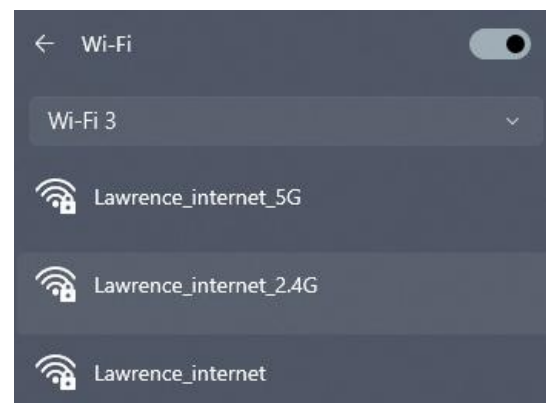 Wi-Fi
Wi-Fi 3
Lawrence_internet_5G
Lawrence_internet_2.4G
Lawrence_internet